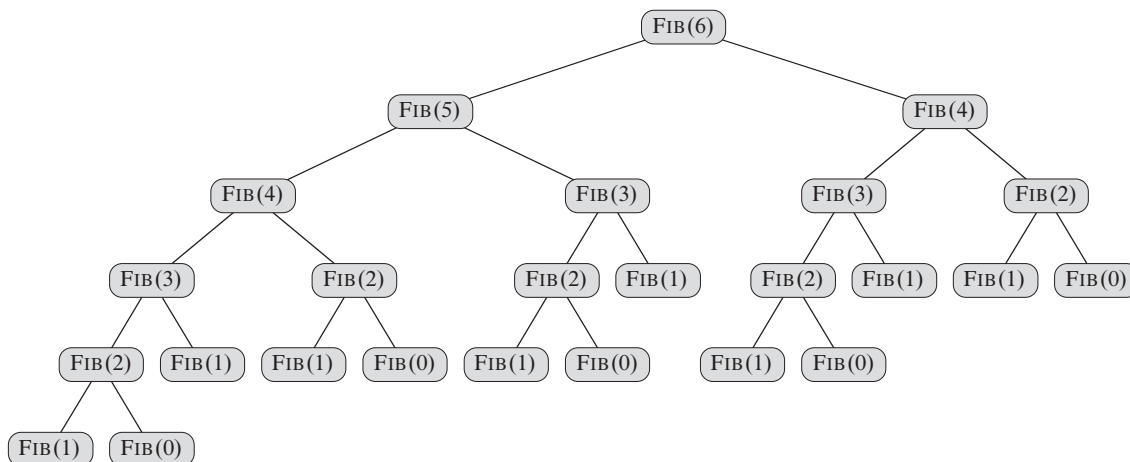 FIB(6)
FIB(5) FIB(4)
FIB(4) FIB(3) FIB(3) FIB(2)
FIB(3) FIB(2) FIB(2) FIB(1) FIB(2) FIB(1) FIB(1) FIB(0)
FIB(2) FIB(1) FIB(1) FIB(0) FIB(1) FIB(0) FIB(1) FIB(0)
FIB(1) FIB(0)